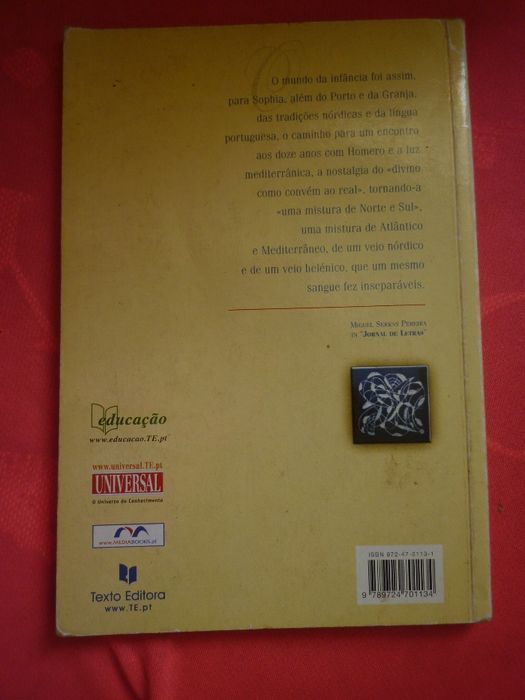 O mundo da infância foi assim,
para Sophia, além do Porto e da Granja,
das tradições nórdicas e da língua
portuguesa, o caminho para um encontro
aos doze anos com Homero e a luz
mediterrânica, a nostalgia do «divino
como convém ao real», tornando-a
«uma mistura de Norte e Sul»,
uma mistura de Atlântico
e Mediterrâneo, de um veio nórdico
e de um veio helénico, que um mesmo
sangue fez inseparáveis.
MIGUEL SERRAS PEREIRA
IN "JORNAL DE LETRAS"
educação
www.educacao.TE.pt
www.universal.TE.pt
UNIVERSAL
O Universo do Conhecimento
www.MEDIABOOKS.pt
Texto Editora
www.TE.pt
ISBN 972-47-0113-1
9 789724 701134